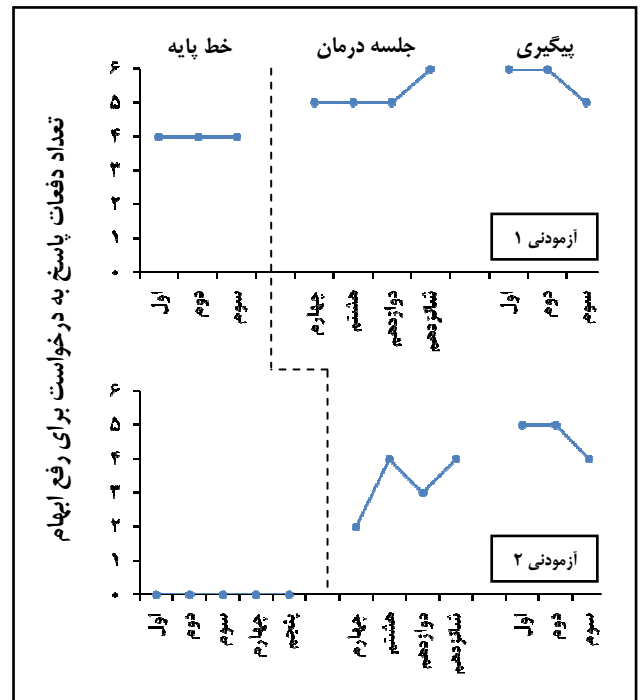 خط پایه جلسه درمان پیگیری
تعداد دفعات پاسخ به درخواست برای رفع ابهام
۶
۵
۴
۳
۲
۱
۰
آزمودنی ۱
اول دوم سوم چهارم هشتم دوازدهم شانزدهم اول دوم سوم
۶
۵
۴
۳
۲
۱
۰
آزمودنی ۲
اول دوم سوم چهارم پنجم چهارم هشتم دوازدهم شانزدهم اول دوم سوم